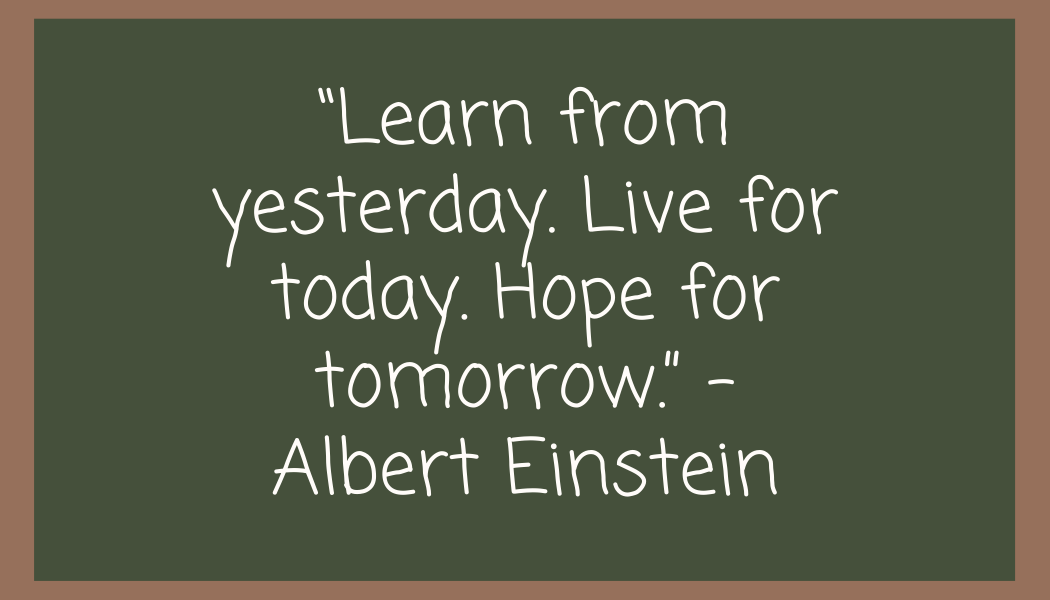 "Learn from
yesterday. Live for
today. Hope for
tomorrow." -
Albert Einstein